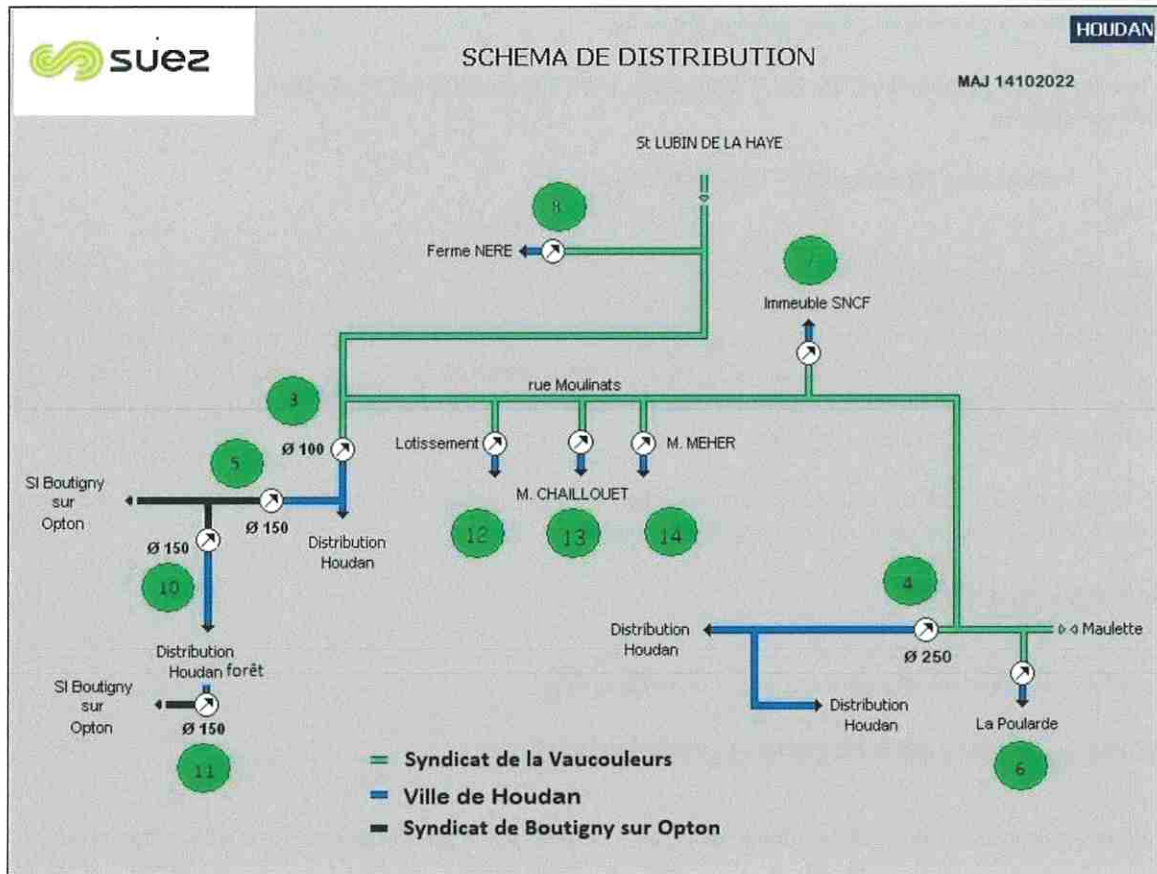 suez
SCHEMA DE DISTRIBUTION
HOUDAN
MAJ 14102022
St LUBIN DE LA HAYE
8
Ferme NERE
7
Immeuble SNCF
rue Moulinats
3
Ø 100
Lotissement
M. MEHER
5
SI Boutigny
sur
Opton
Ø 150
M. CHAILLOUET
12
13
14
Distribution
Houdan
Ø 150
10
4
Distribution
Houdan
Maulette
Ø 250
Distribution
Houdan forêt
SI Boutigny
sur
Opton
Ø 150
11
Distribution
Houdan
La Poularde
6
Syndicat de la Vaucouleurs
Ville de Houdan
Syndicat de Boutigny sur Opton